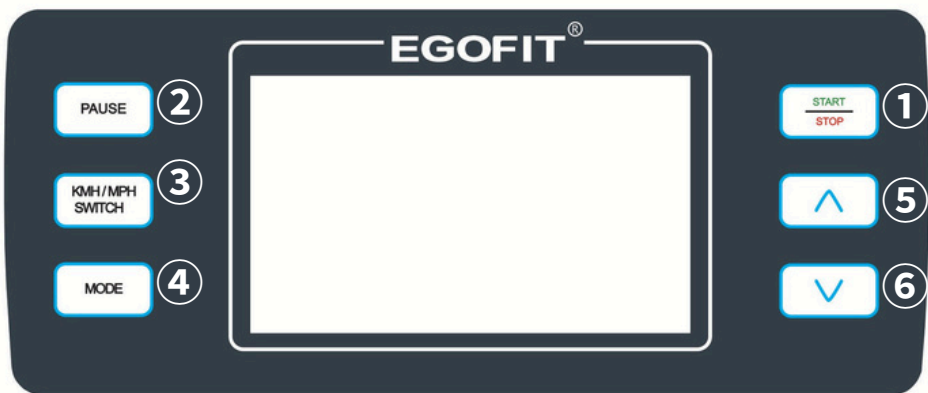 EGOFIT®
PAUSE ②
START
STOP ①
KMH / MPH
SWITCH ③
⑤
MODE ④
⑥